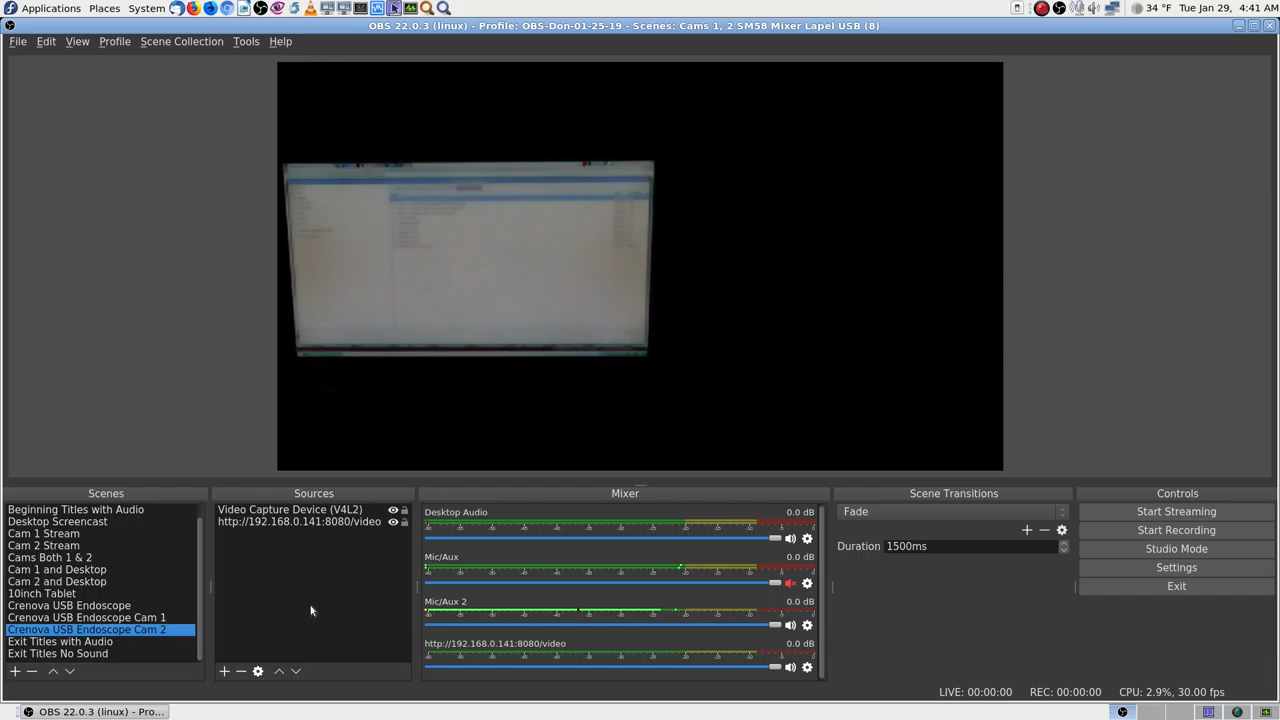 Applications Places System 34 °F Tue Jan 29, 4:41 AM
OBS 22.0.3 (linux) - Profile: OBS-Don-01-25-19 - Scenes: Cams 1, 2 SM58 Mixer Lapel USB (8)
File Edit View Profile Scene Collection Tools Help
Scenes
Beginning Titles with Audio
Desktop Screencast
Cam 1 Stream
Cam 2 Stream
Cams Both 1 & 2
Cam 1 and Desktop
Cam 2 and Desktop
10inch Tablet
Crenova USB Endoscope
Crenova USB Endoscope Cam 1
Crenova USB Endoscope Cam 2
Exit Titles with Audio
Exit Titles No Sound
Sources
Video Capture Device (V4L2)
http://192.168.0.141:8080/video
Mixer
Desktop Audio 0.0 dB
Mic/Aux 0.0 dB
Mic/Aux 2 0.0 dB
http://192.168.0.141:8080/video 0.0 dB
Scene Transitions
Fade
Duration 1500ms
Controls
Start Streaming
Start Recording
Studio Mode
Settings
Exit
LIVE: 00:00:00 REC: 00:00:00 CPU: 2.9%, 30.00 fps
OBS 22.0.3 (linux) - Pro...